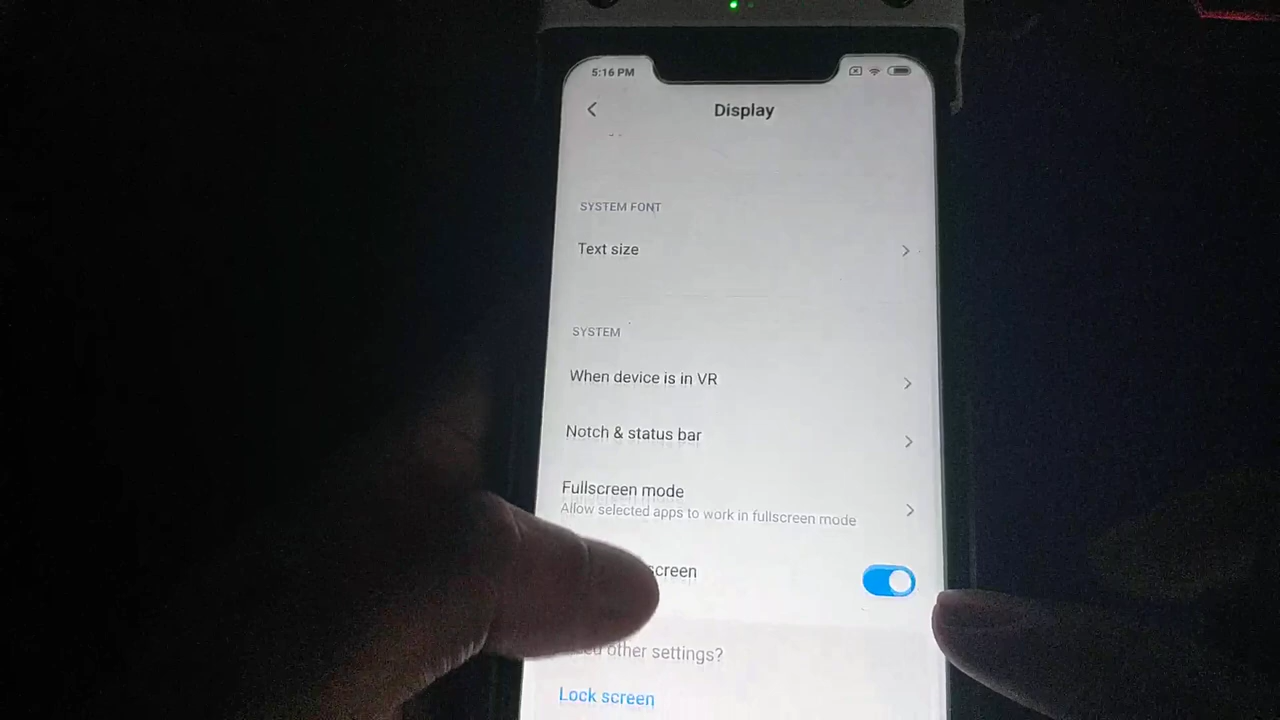 5:16 PM
Display
SYSTEM FONT
Text size
SYSTEM
When device is in VR
Notch & status bar
Fullscreen mode
Allow selected apps to work in fullscreen mode
screen
other settings?
Lock screen